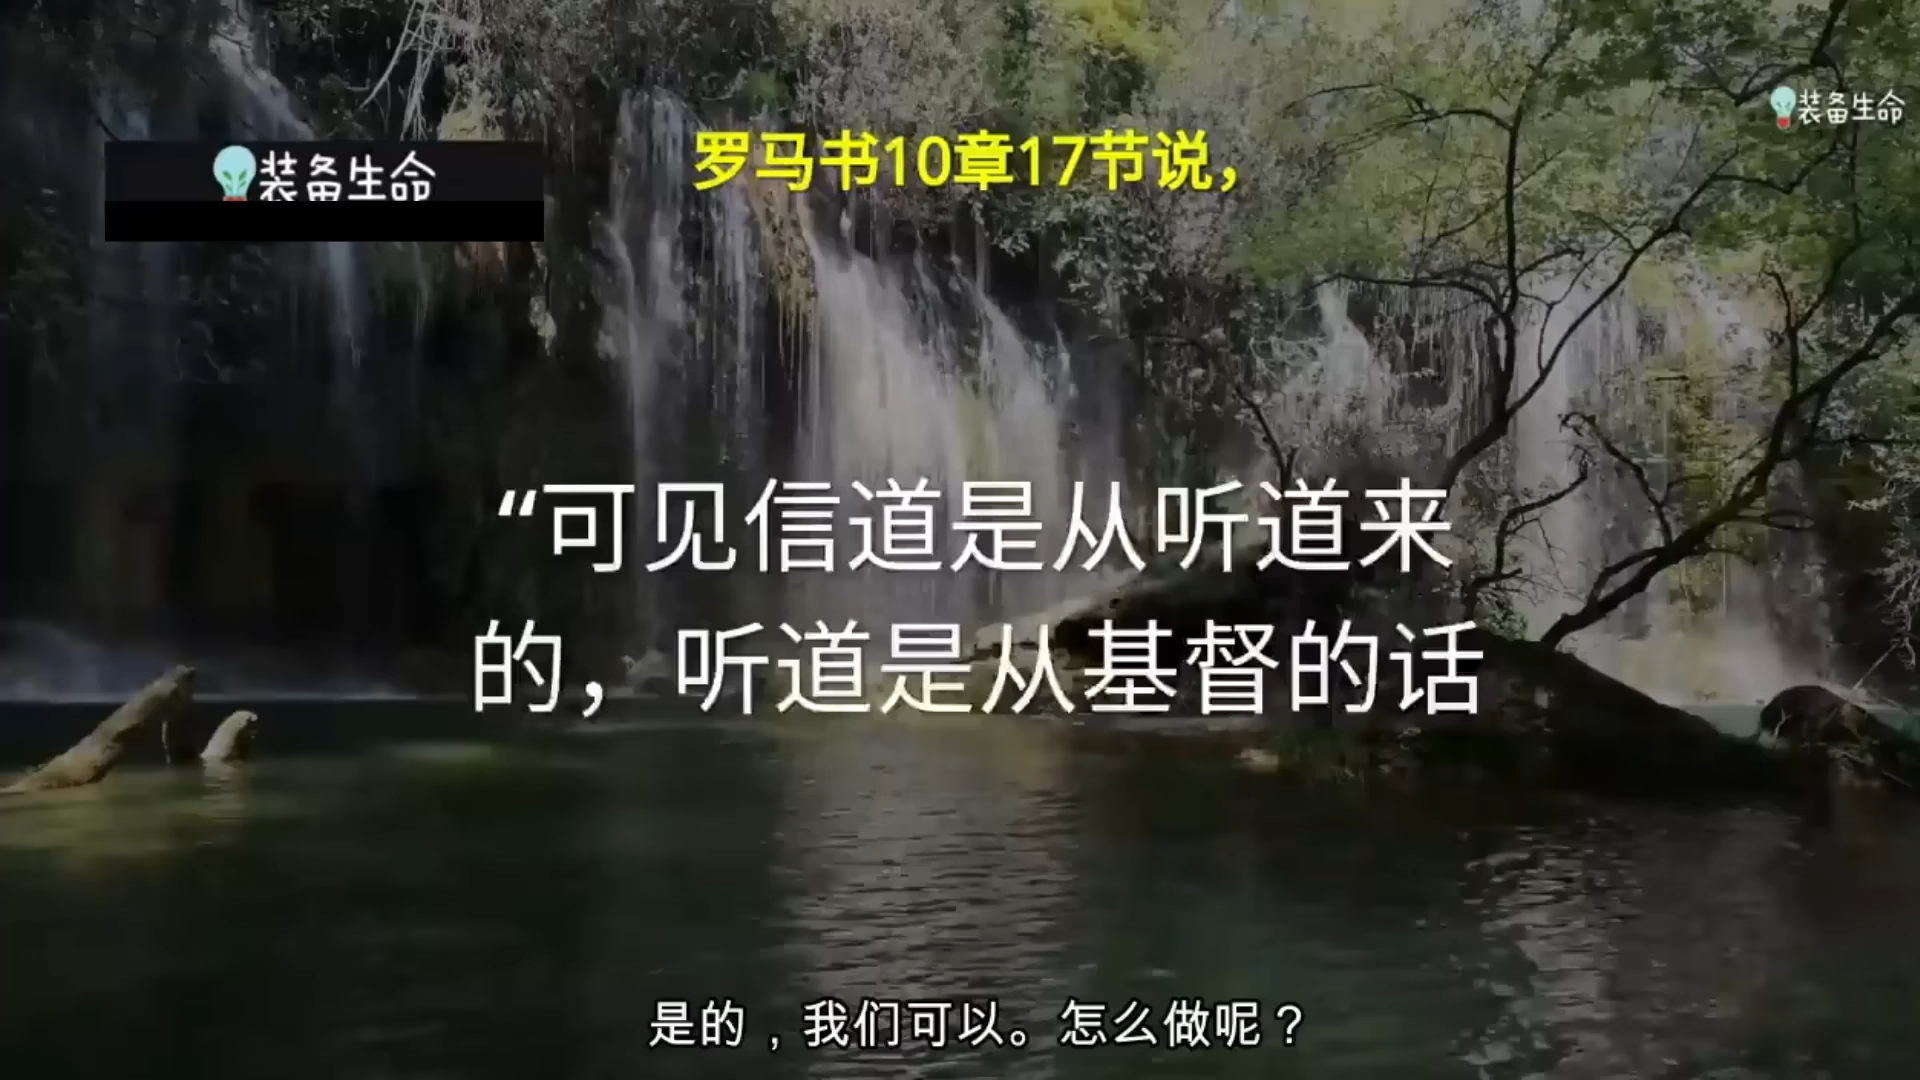 装备生命
罗马书10章17节说，
装备生命
“可见信道是从听道来
的，听道是从基督的话
是的，我们可以。怎么做呢？